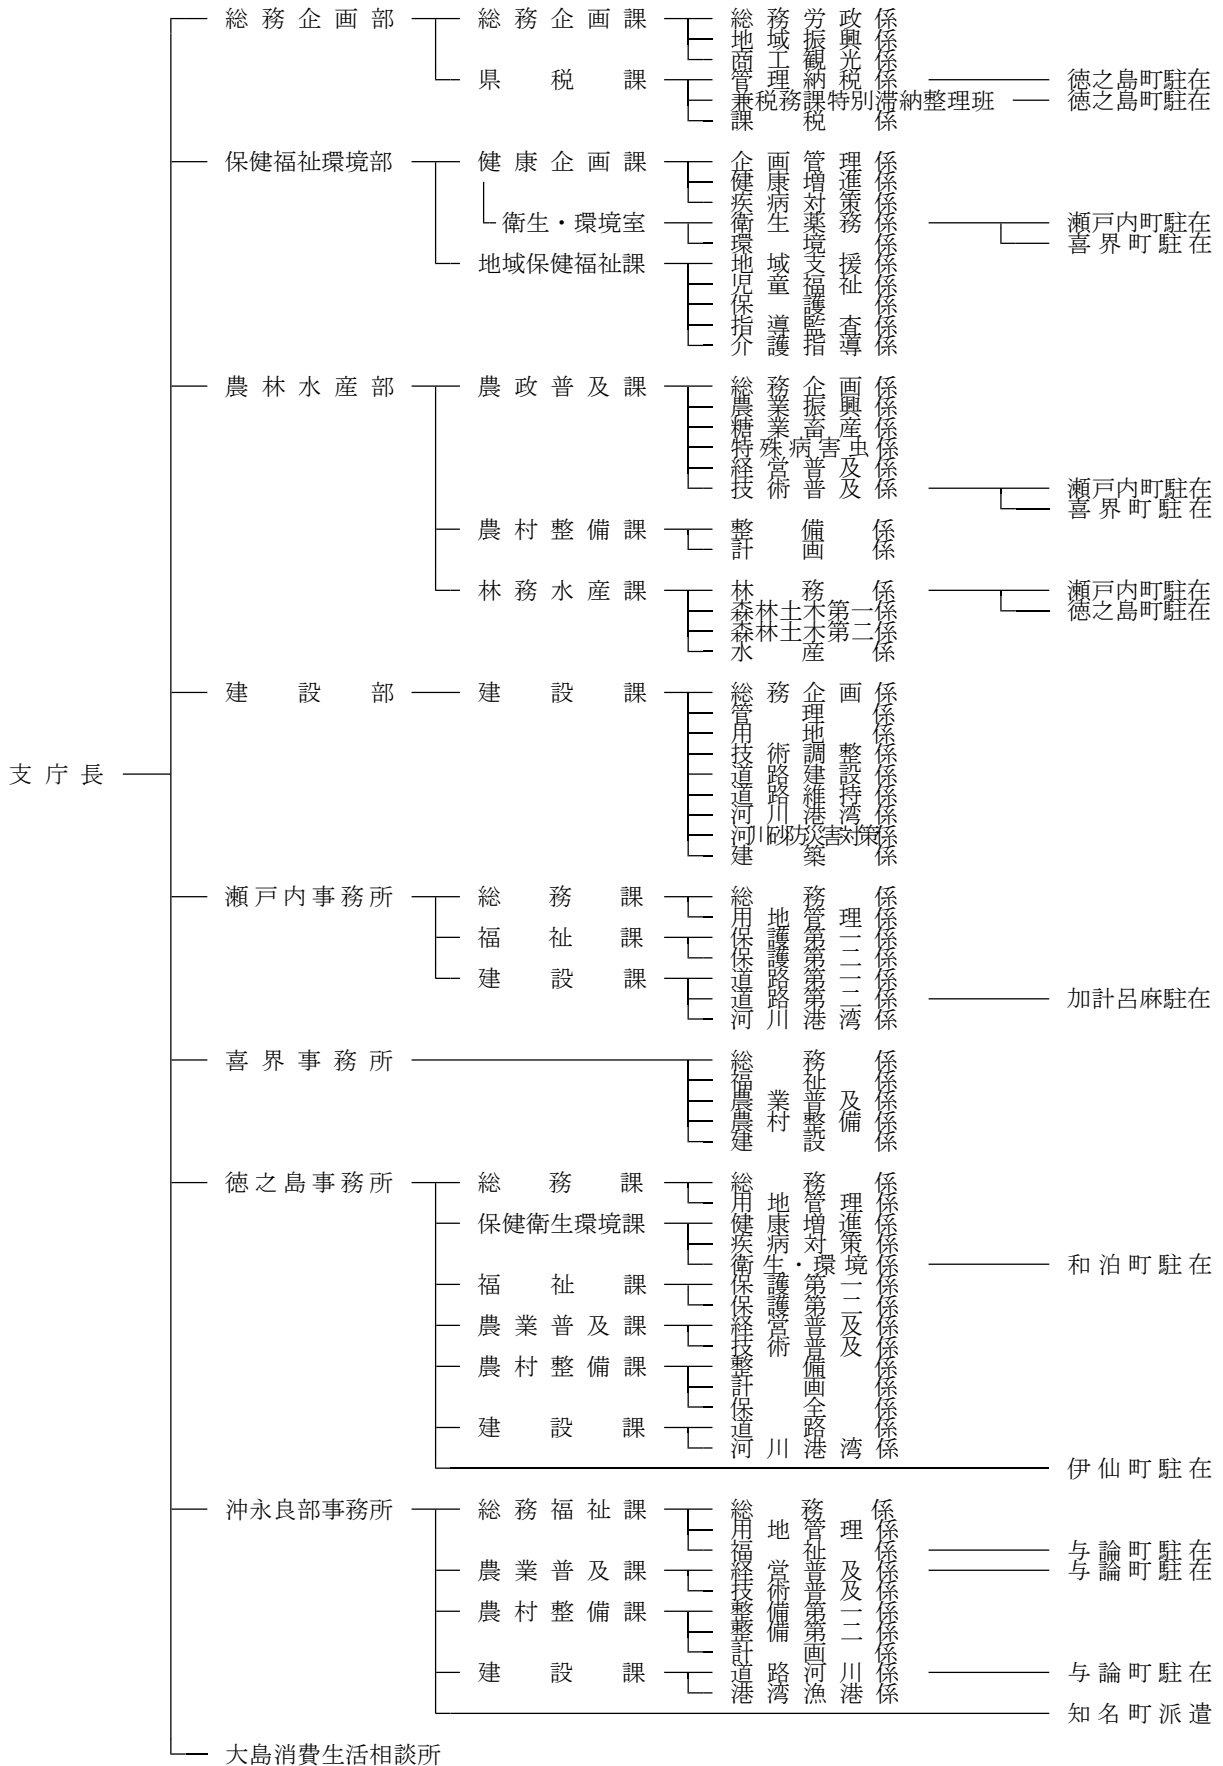 総務企画部 総務企画課 総務労政係
地域振興係
商工観光係
県税課 管理納税係 徳之島町駐在
兼税務課特別滞納整理班 徳之島町駐在
課税係
保健福祉環境部 健康企画課 企画管理係
健康増進係
疾病対策係
衛生・環境室 衛生薬務係 瀬戸内町駐在
環境係 喜界町駐在
地域保健福祉課 地域支援係
児童福祉係
保護係
指導監査係
介護指導係
農林水産部 農政普及課 総務企画係
農業振興係
糖業畜産係
特殊病害虫係
経営普及係
技術普及係 瀬戸内町駐在
喜界町駐在
農村整備課 整備係
計画係
林務水産課 林務係 瀬戸内町駐在
森林土木第一係 徳之島町駐在
森林土木第二係
水産係
建設部 建設課 総務企画係
管理係
用地係
技術調整係
支庁長 道路建設係
道路維持係
河川港湾係
河川砂防災害対策係
建築係
瀬戸内事務所 総務課 総務係
用地管理係
福祉課 保護第一係
保護第二係
建設課 道路第一係
道路第二係 加計呂麻駐在
河川港湾係
喜界事務所 総務係
福祉係
農業普及係
農村整備係
建設係
徳之島事務所 総務課 総務係
用地管理係
保健衛生環境課 健康増進係
疾病対策係
衛生・環境係 和泊町駐在
福祉課 保護第一係
保護第二係
農業普及課 経営普及係
技術普及係
農村整備課 整備係
計画係
保全係
建設課 道路係
河川港湾係
伊仙町駐在
沖永良部事務所 総務福祉課 総務係
用地管理係
福祉係 与論町駐在
農業普及課 経営普及係 与論町駐在
技術普及係
農村整備課 整備第一係
整備第二係
計画係
建設課 道路河川係 与論町駐在
港湾漁港係
知名町派遣
大島消費生活相談所